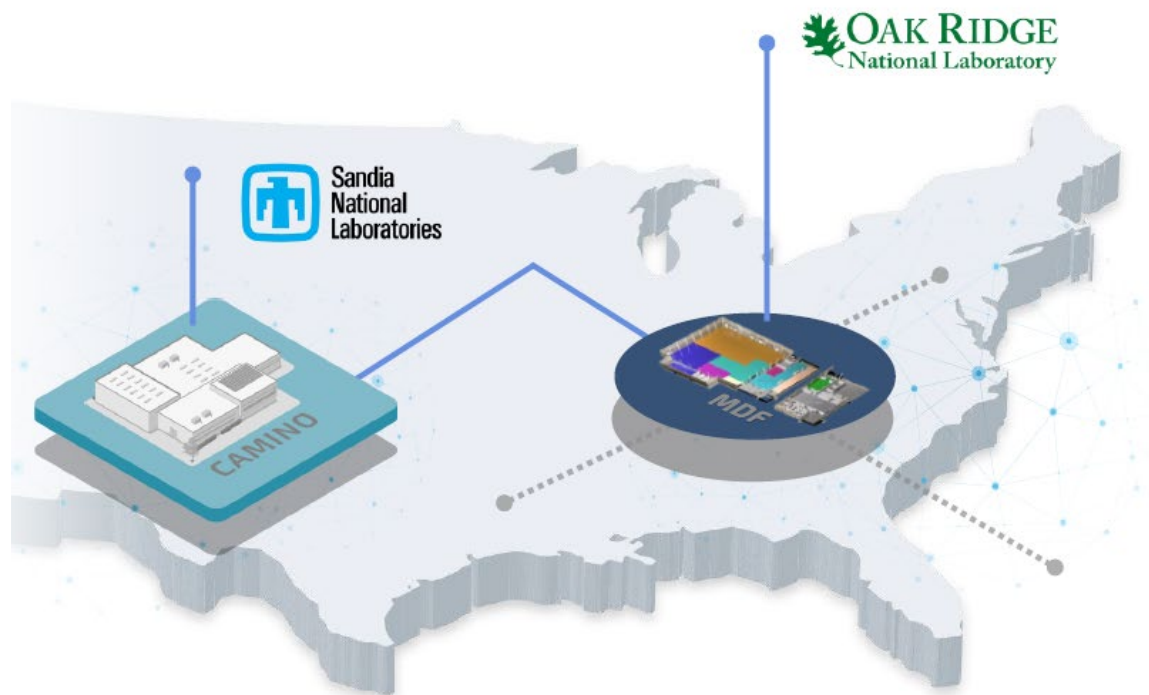 OAK RIDGE
National Laboratory
Sandia
National
Laboratories
CAMINO
MDF